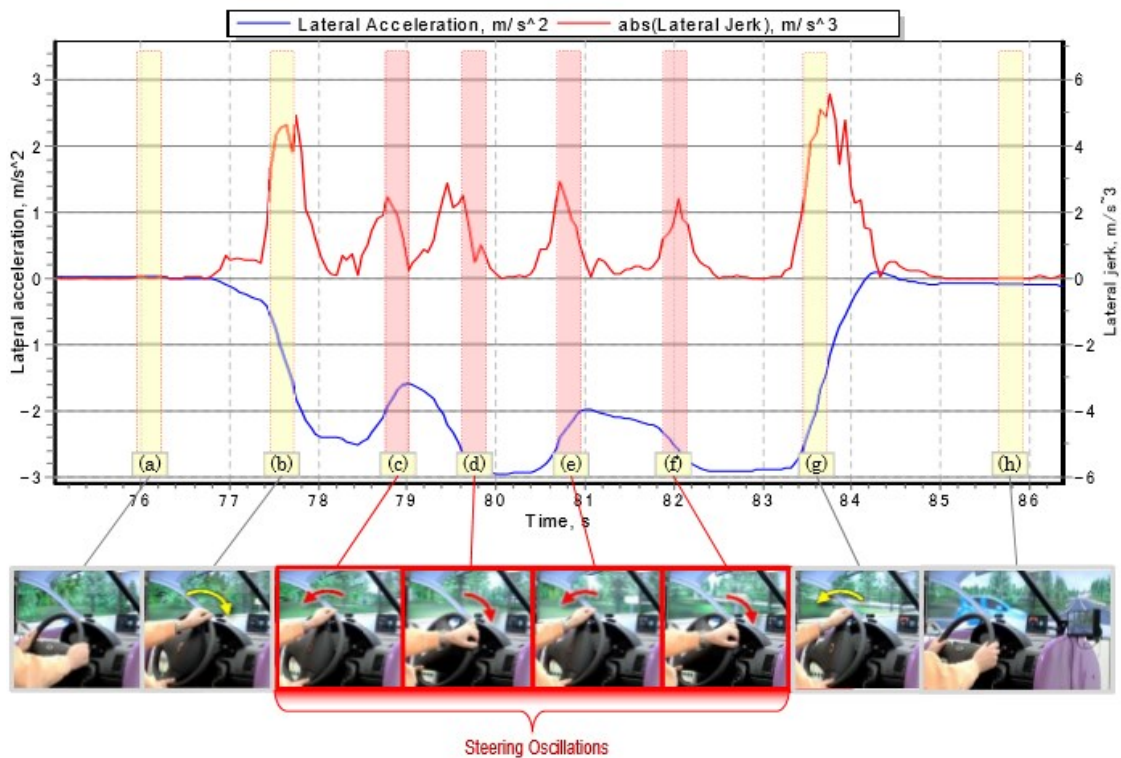 Lateral Acceleration, m/s^2 abs(Lateral Jerk), m/s^3
Lateral acceleration, m/s^2
3
2
1
0
−1
−2
−3
6
4
2
0
−2
−4
−6
Lateral jerk, m/s^3
(a) (b) (c) (d) (e) (f) (g) (h)
76 77 78 79 80 81 82 83 84 85 86
Time, s
Steering Oscillations